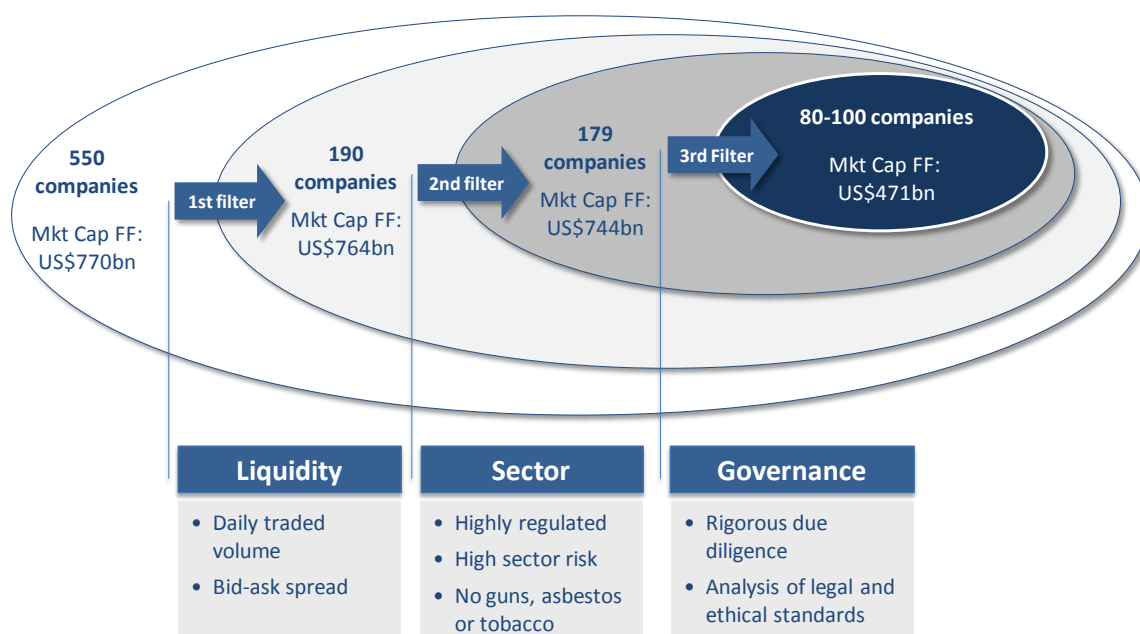 550
companies
Mkt Cap FF:
US$770bn
1st filter
190
companies
Mkt Cap FF:
US$764bn
2nd filter
179
companies
Mkt Cap FF:
US$744bn
3rd Filter
80-100 companies
Mkt Cap FF:
US$471bn
Liquidity
• Daily traded
volume
• Bid-ask spread
Sector
• Highly regulated
• High sector risk
• No guns, asbestos
or tobacco
Governance
• Rigorous due
diligence
• Analysis of legal and
ethical standards